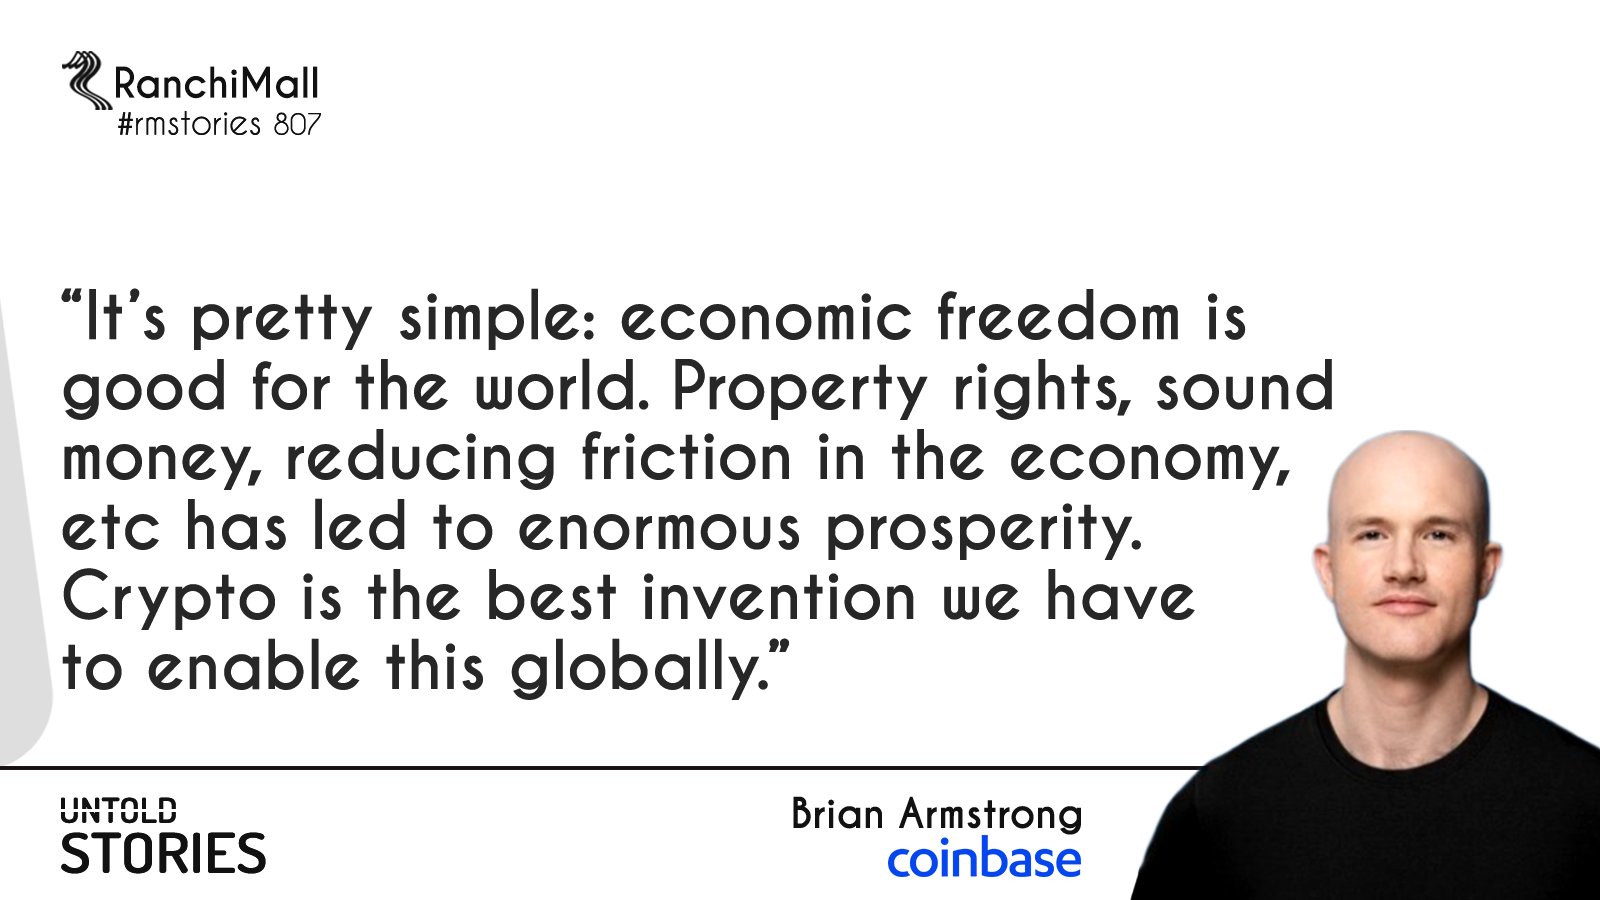 RanchiMall
#rmstories 807
“It’s pretty simple: economic freedom is
good for the world. Property rights, sound
money, reducing friction in the economy,
etc has led to enormous prosperity.
Crypto is the best invention we have
to enable this globally.”
UNTOLD
STORIES
Brian Armstrong
coinbase